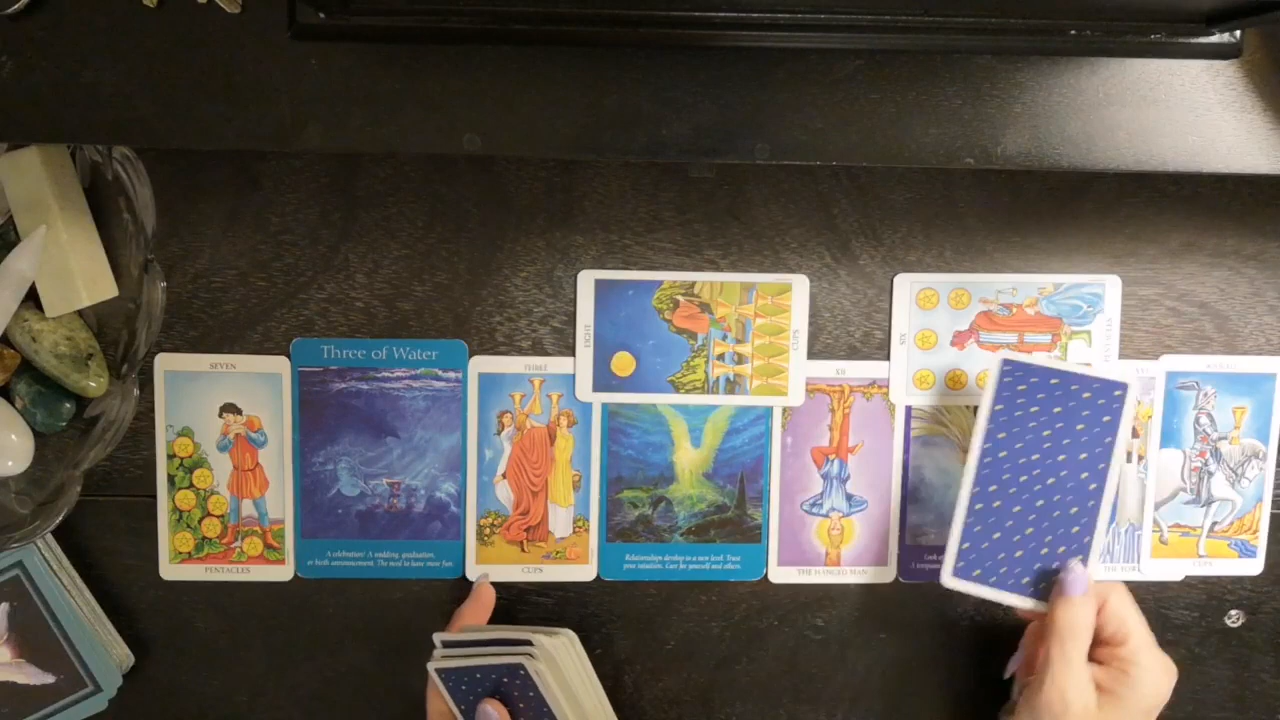 SEVEN
PENTACLES
Three of Water
A celebration! A wedding, graduation,
or birth announcement. The need to have more fun.
CUPS
EIGHT
CUPS
Relationships develop to a new level. Trust
your intuition. Care for yourself and others.
XII
THE HANGED MAN
SIX
PENTACLES
Look
THE
CUPS